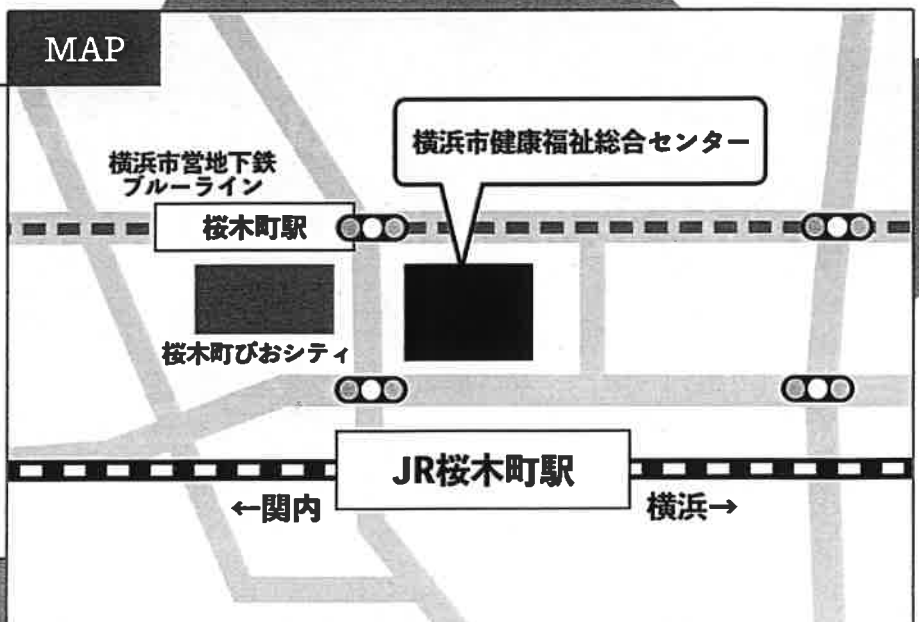 MAP
横浜市健康福祉総合センター
横浜市営地下鉄
ブルーライン
桜木町駅
桜木町ぴおシティ
JR桜木町駅
←関内
横浜→